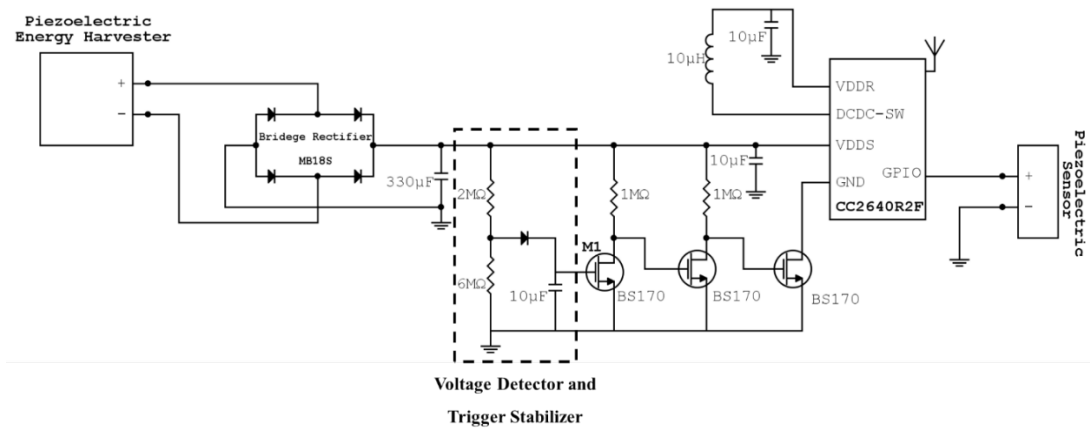 Piezoelectric
Energy Harvester
+
−
Bridege Rectifier
MB18S
330µF
2MΩ
6MΩ
10µF
M1
1MΩ
BS170
1MΩ
BS170
BS170
10µF
10µH
10µF
VDDR
DCDC-SW
VDDS
GND
GPIO
CC2640R2F
+
−
Piezoelectric
Sensor
Voltage Detector and
Trigger Stabilizer